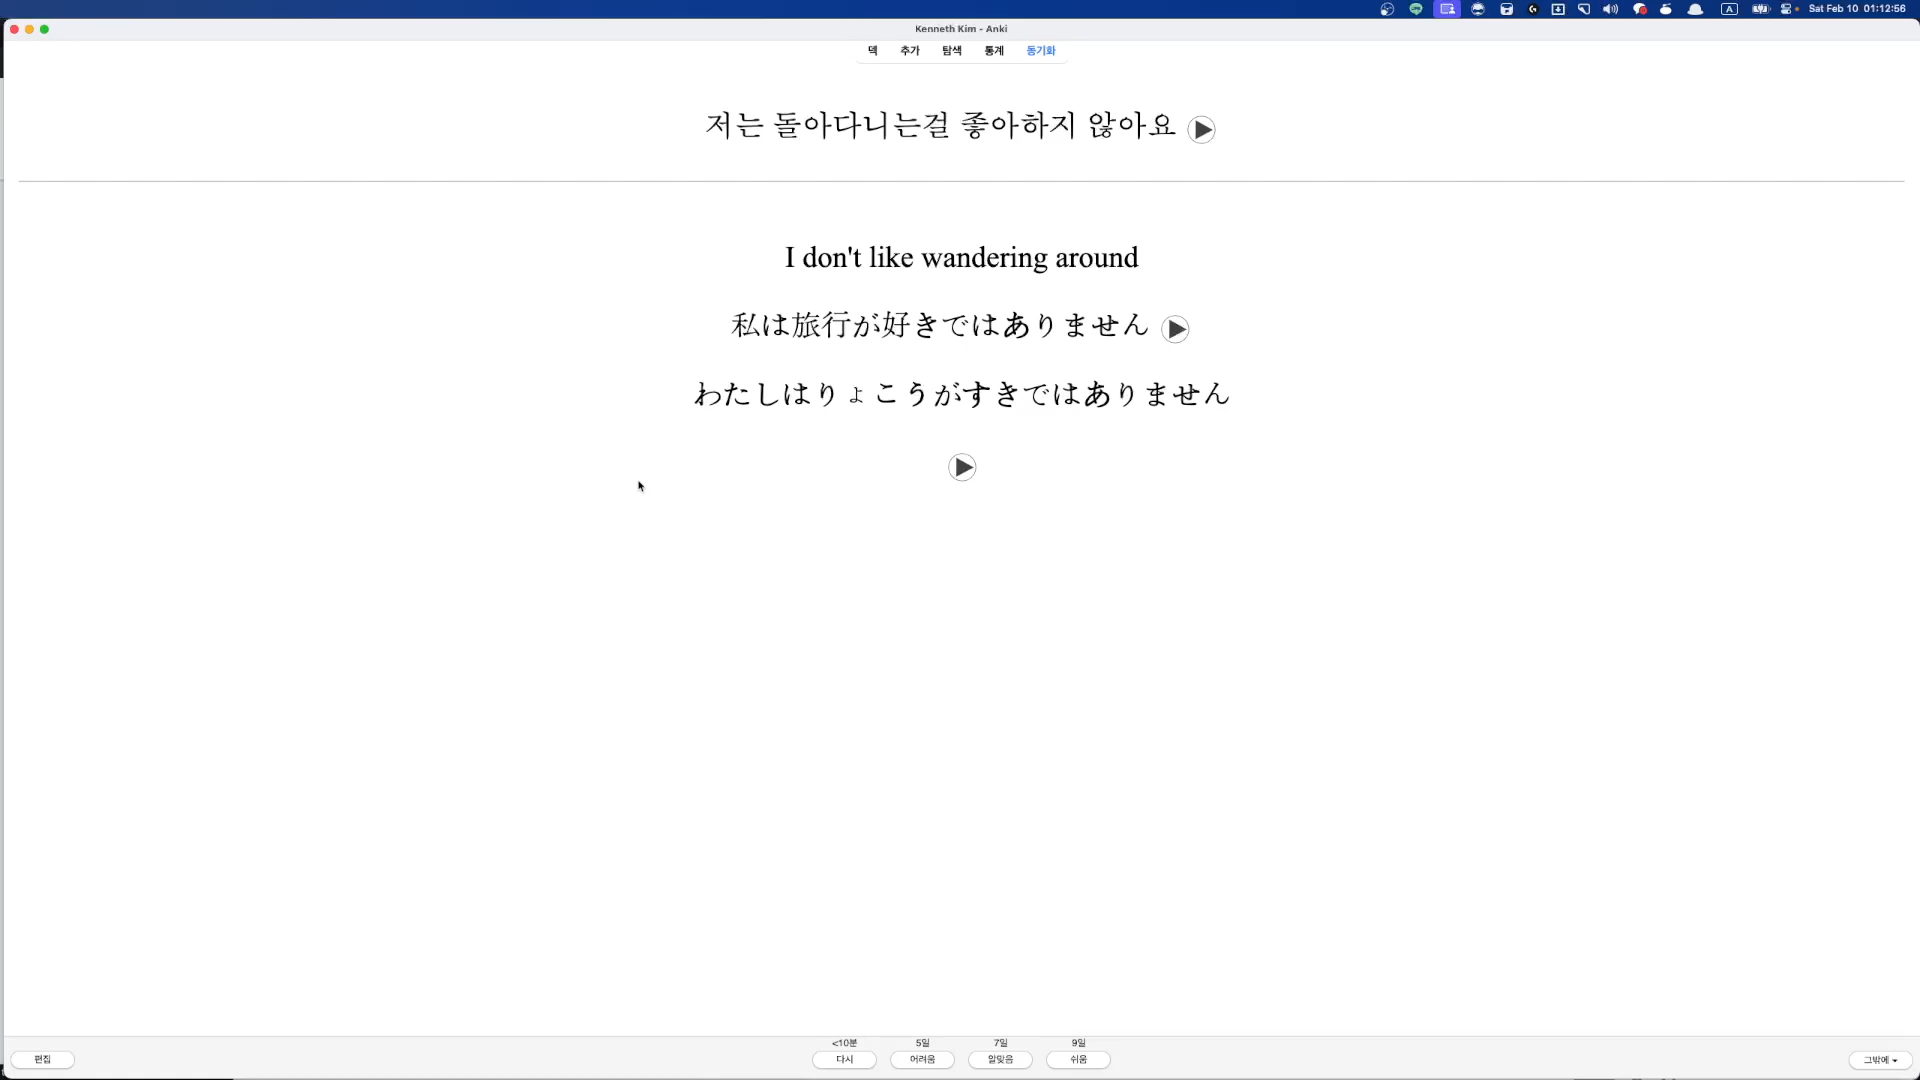 Sat Feb 10 01:12:56
Kenneth Kim - Anki
덱 추가 탐색 통계 동기화
저는 돌아다니는걸 좋아하지 않아요
I don't like wandering around
私は旅行が好きではありません
わたしはりょこうがすきではありません
<10분 5일 7일 9일
편집 다시 어려움 알맞음 쉬움 그밖에